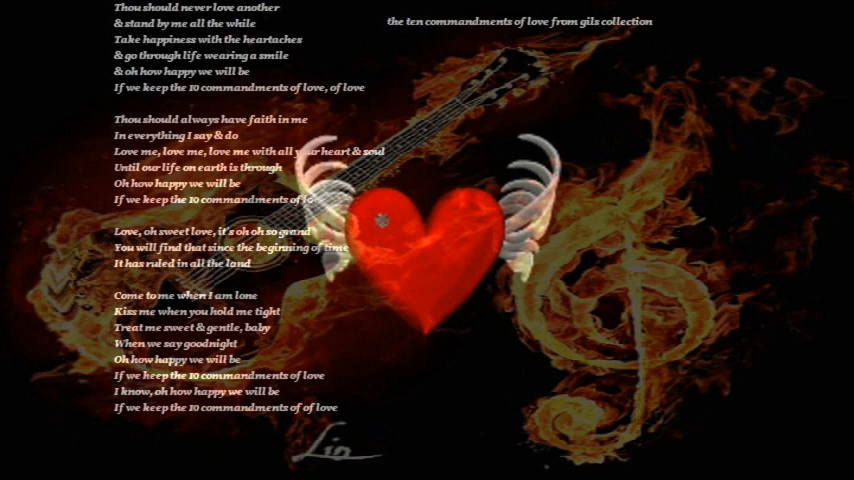 Thou should never love another
& stand by me all the while
Take happiness with the heartaches
& go through life wearing a smile
& oh how happy we will be
If we keep the 10 commandments of love, of love
Thou should always have faith in me
In everything I say & do
Love me, love me, love me with all your heart & soul
Until our life on earth is through
Oh how happy we will be
If we keep the 10 commandments of lo
Love, oh sweet love, it's oh oh so grand
You will find that since the beginning of time
It has ruled in all the land
Come to me when I am lone
Kiss me when you hold me tight
Treat me sweet & gentle, baby
When we say goodnight
Oh how happy we will be
If we keep the 10 commandments of love
I know, oh how happy we will be
If we keep the 10 commandments of of love
the ten commandments of love from gils collection